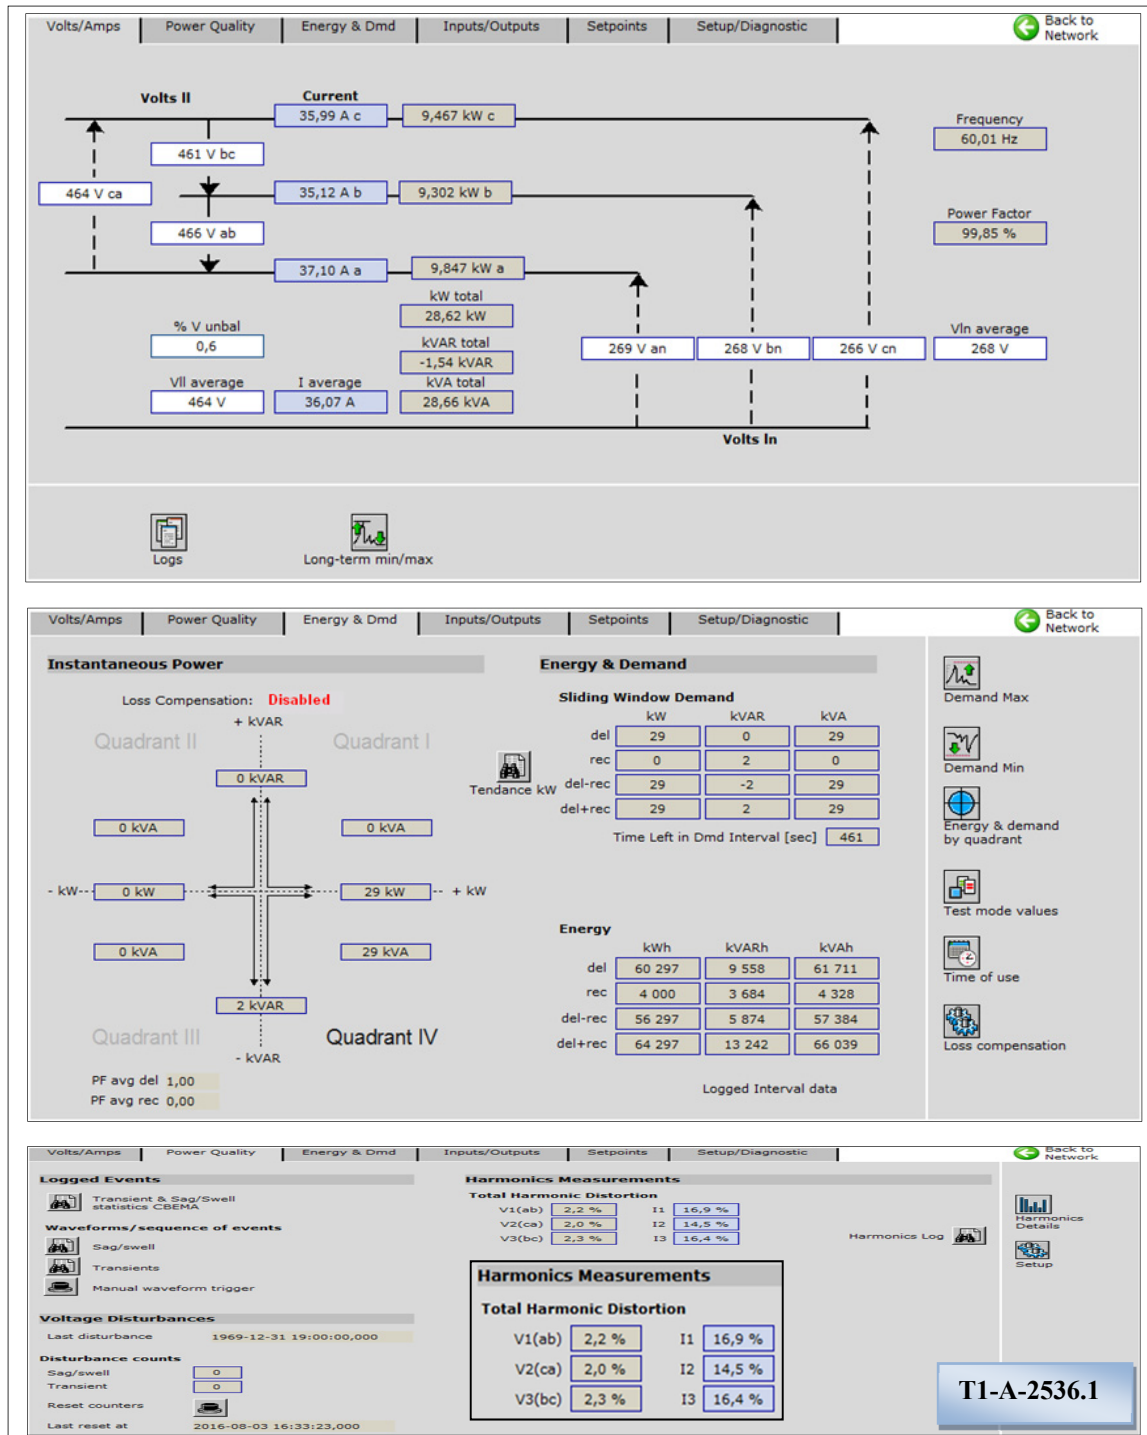 Volts/Amps Power Quality Energy & Dmd Inputs/Outputs Setpoints Setup/Diagnostic Back to Network
Volts ll Current
35,99 A c 9,467 kW c
Frequency
60,01 Hz
461 V bc
464 V ca 35,12 A b 9,302 kW b
Power Factor
99,85 %
466 V ab
37,10 A a 9,847 kW a
kW total
28,62 kW
% V unbal kVAR total Vln average
0,6 -1,54 kVAR 269 V an 268 V bn 266 V cn 268 V
Vll average I average kVA total
464 V 36,07 A 28,66 kVA
Volts ln
Logs Long-term min/max
Volts/Amps Power Quality Energy & Dmd Inputs/Outputs Setpoints Setup/Diagnostic Back to Network
Instantaneous Power
Loss Compensation: Disabled
+ kVAR
Quadrant II Quadrant I
0 kVAR
0 kVA 0 kVA
- kW 0 kW 29 kW + kW
0 kVA 29 kVA
2 kVAR
Quadrant III Quadrant IV
- kVAR
PF avg del 1,00
PF avg rec 0,00
Tendance kW
Energy & Demand
Sliding Window Demand
kW kVAR kVA
del 29 0 29
rec 0 2 0
del-rec 29 -2 29
del+rec 29 2 29
Time Left in Dmd Interval [sec] 461
Energy
kWh kVARh kVAh
del 60 297 9 558 61 711
rec 4 000 3 684 4 328
del-rec 56 297 5 874 57 384
del+rec 64 297 13 242 66 039
Logged Interval data
Demand Max
Demand Min
Energy & demand
by quadrant
Test mode values
Time of use
Loss compensation
Volts/Amps Power Quality Energy & Dmd Inputs/Outputs Setpoints Setup/Diagnostic Back to Network
Logged Events
Transient & Sag/Swell
statistics CBEMA
Waveforms/sequence of events
Sag/swell
Transients
Manual waveform trigger
Voltage Disturbances
Last disturbance 1969-12-31 19:00:00,000
Disturbance counts
Sag/swell 0
Transient 0
Reset counters
Last reset at 2016-08-03 16:33:23,000
Harmonics Measurements
Total Harmonic Distortion
V1(ab) 2,2 % I1 16,9 %
V2(ca) 2,0 % I2 14,5 %
V3(bc) 2,3 % I3 16,4 %
Harmonics Log
Harmonics
Details
Setup
Harmonics Measurements
Total Harmonic Distortion
V1(ab) 2,2 % I1 16,9 %
V2(ca) 2,0 % I2 14,5 %
V3(bc) 2,3 % I3 16,4 %
T1-A-2536.1